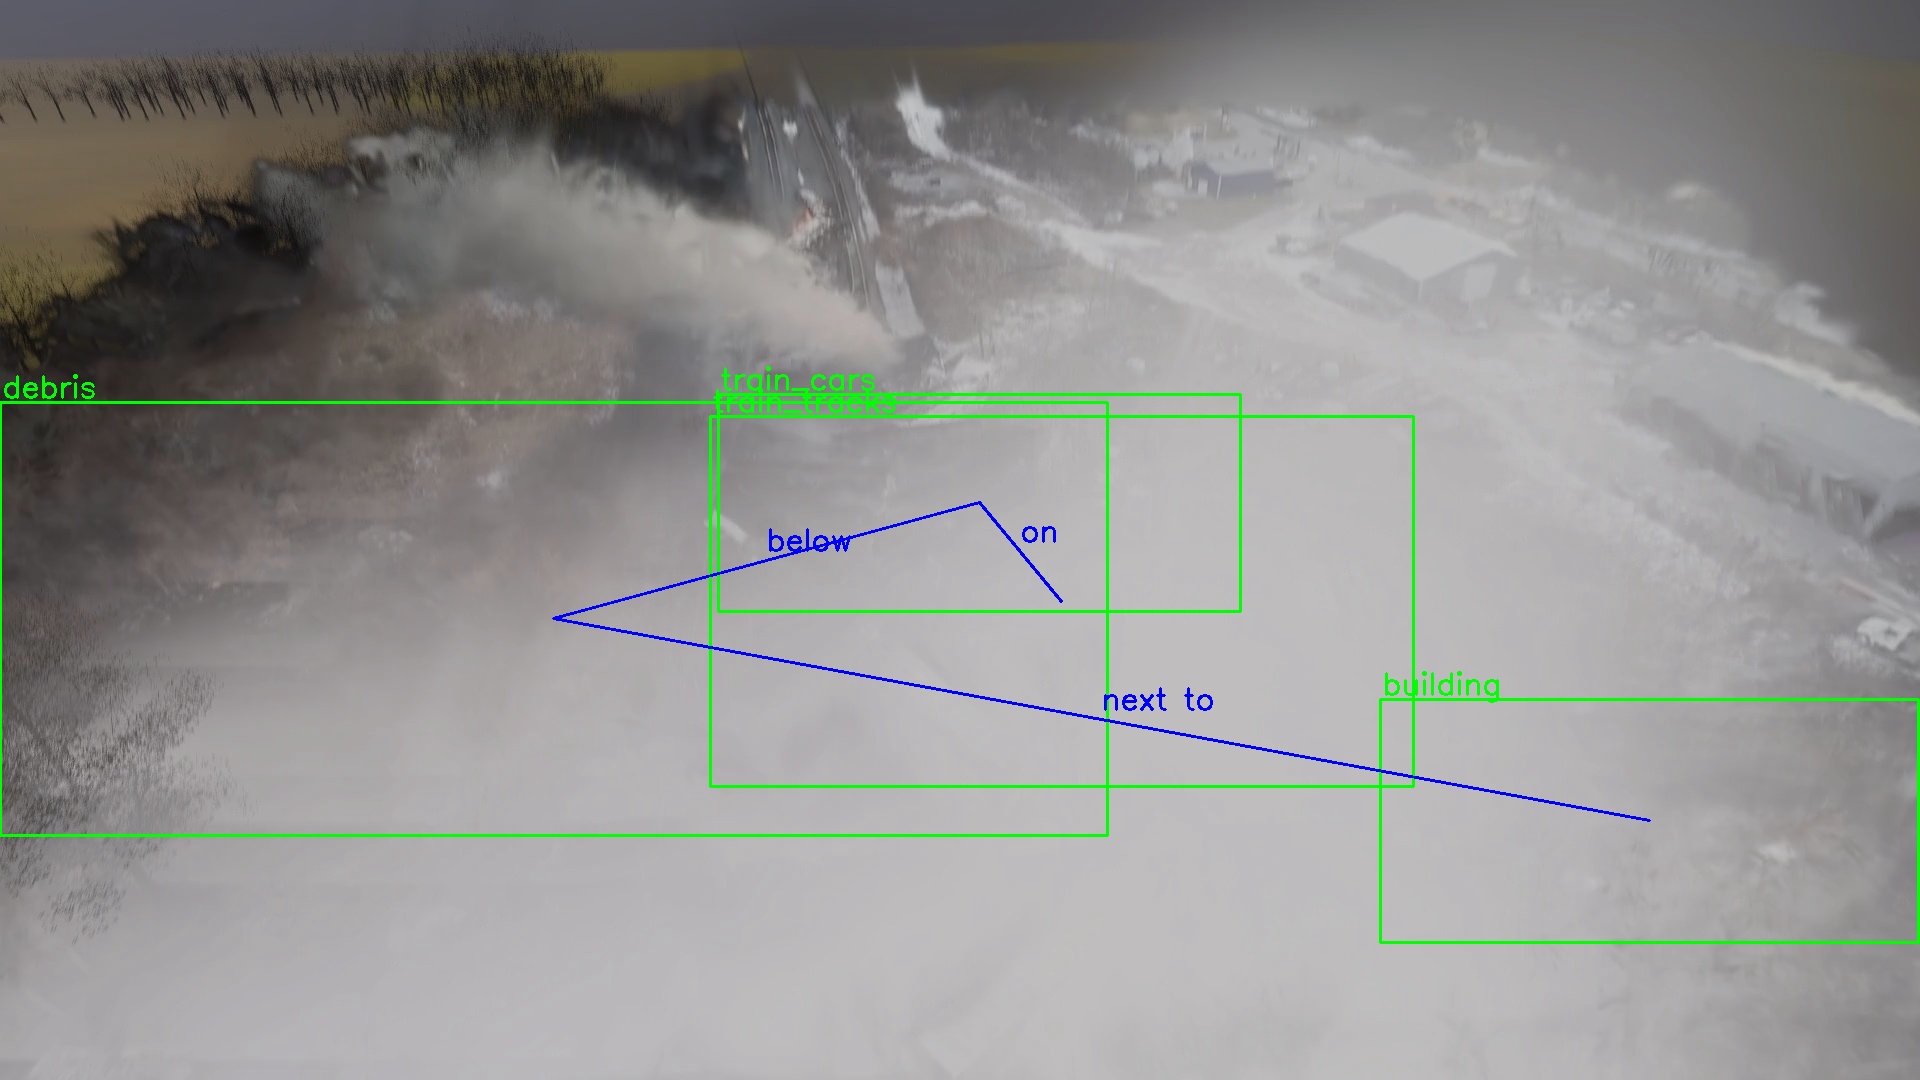 train_cars
debris
train_tracks
on
below
building
next to